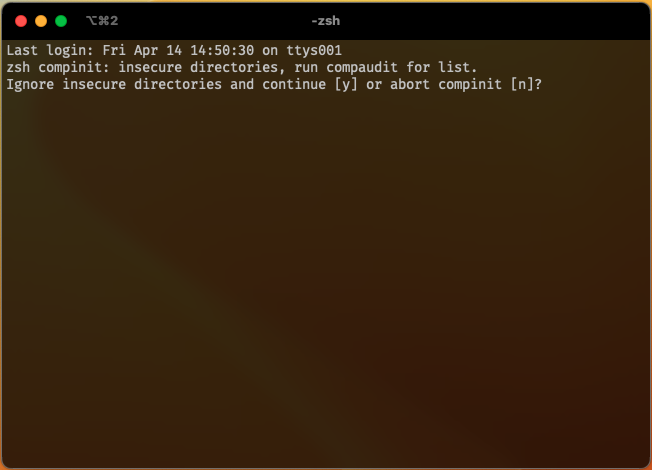 ⌥⌘2
-zsh
Last login: Fri Apr 14 14:50:30 on ttys001
zsh compinit: insecure directories, run compaudit for list.
Ignore insecure directories and continue [y] or abort compinit [n]?